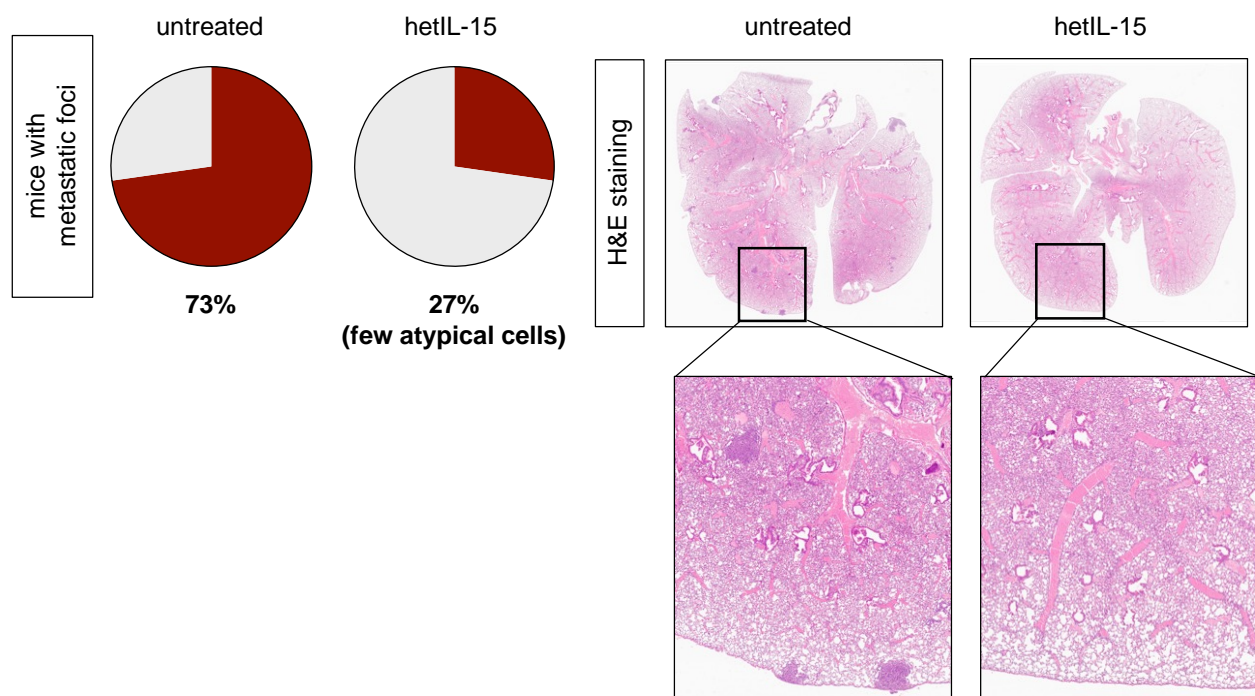 untreated
hetIL-15
untreated
hetIL-15
mice with
metastatic foci
H&E staining
73%
27%
(few atypical cells)